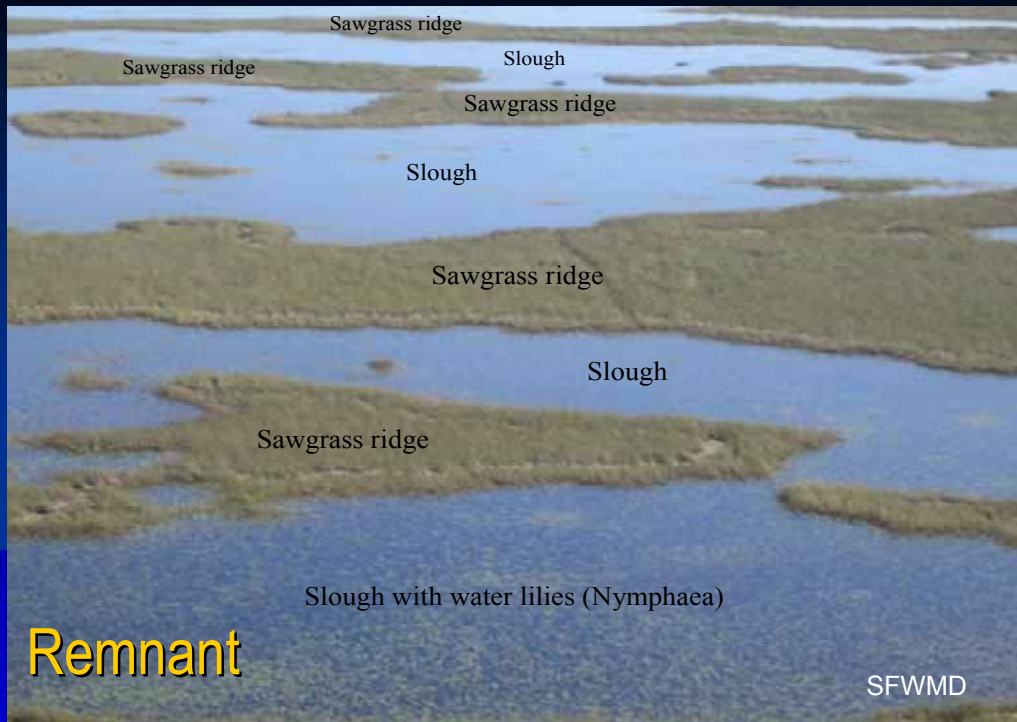 Sawgrass ridge
Slough
Sawgrass ridge
Sawgrass ridge
Slough
Sawgrass ridge
Slough
Sawgrass ridge
Slough with water lilies (Nymphaea)
Remnant
SFWMD